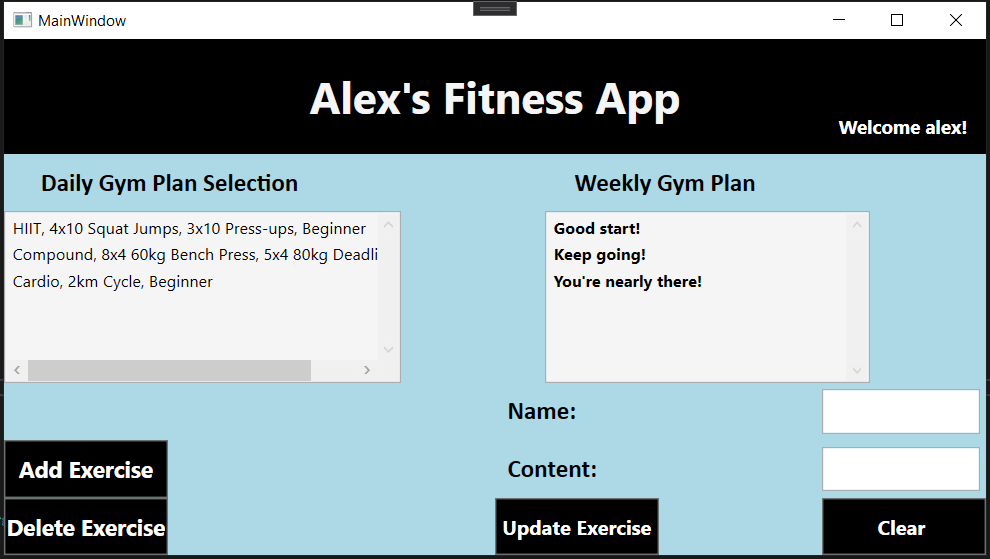 MainWindow
Alex's Fitness App
Welcome alex!
Daily Gym Plan Selection
Weekly Gym Plan
HIIT, 4x10 Squat Jumps, 3x10 Press-ups, Beginner
Compound, 8x4 60kg Bench Press, 5x4 80kg Deadli
Cardio, 2km Cycle, Beginner
Good start!
Keep going!
You're nearly there!
Name:
Content:
Add Exercise
Delete Exercise
Update Exercise
Clear